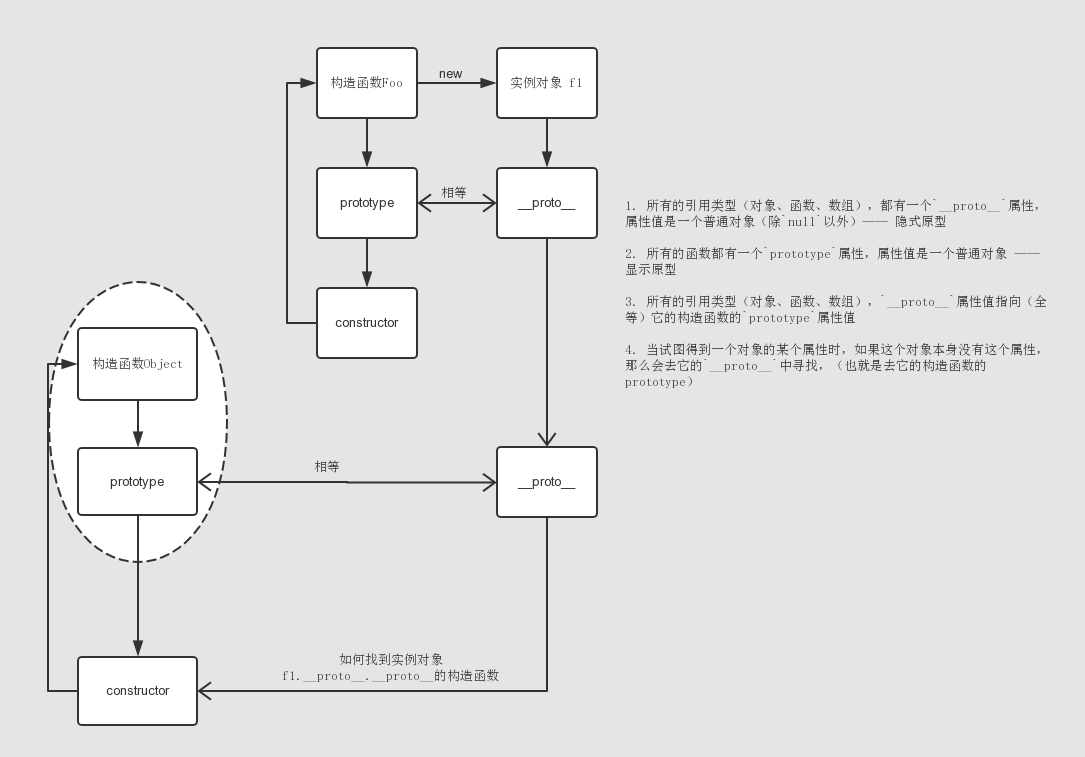 构造函数Foo
new
实例对象 f1
prototype
相等
__proto__
constructor
1. 所有的引用类型（对象、函数、数组），都有一个`__proto__`属性，
属性值是一个普通对象（除`null`以外）—— 隐式原型
2. 所有的函数都有一个`prototype`属性，属性值是一个普通对象 ——
显示原型
3. 所有的引用类型（对象、函数、数组），`__proto__`属性值指向（全
等）它的构造函数的`prototype`属性值
4. 当试图得到一个对象的某个属性时，如果这个对象本身没有这个属性，
那么会去它的`__proto__`中寻找，（也就是去它的构造函数的
prototype）
构造函数Object
prototype
相等
__proto__
如何找到实例对象
f1.__proto__.__proto__的构造函数
constructor